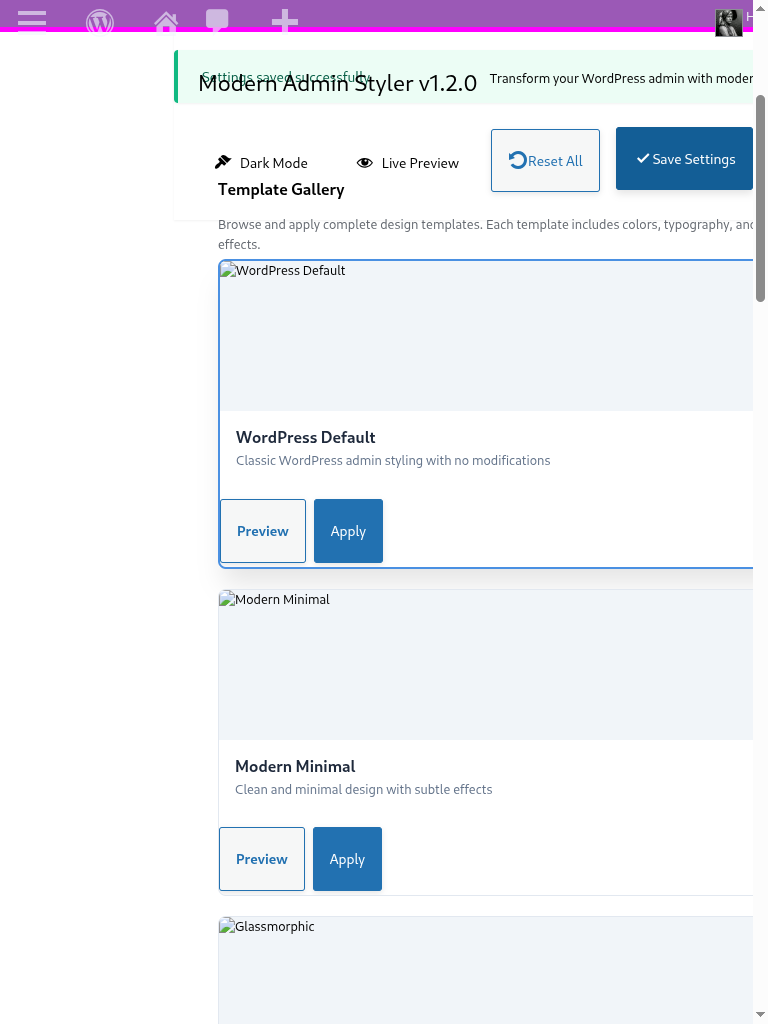 H
Settings saved successfully
Modern Admin Styler v1.2.0
Transform your WordPress admin with moder
Dark Mode
Live Preview
Reset All
Save Settings
Template Gallery
Browse and apply complete design templates. Each template includes colors, typography, and
effects.
WordPress Default
WordPress Default
Classic WordPress admin styling with no modifications
Preview
Apply
Modern Minimal
Modern Minimal
Clean and minimal design with subtle effects
Preview
Apply
Glassmorphic